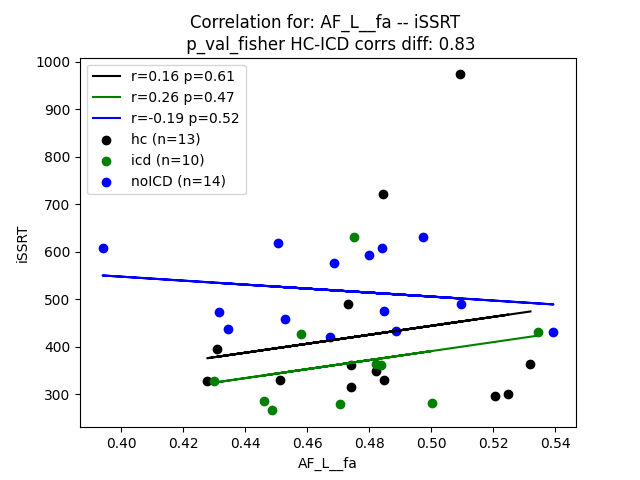 Correlation for: AF_L__fa -- iSSRT
p_val_fisher HC-ICD corrs diff: 0.83
r=0.16 p=0.61
r=0.26 p=0.47
r=-0.19 p=0.52
hc (n=13)
icd (n=10)
noICD (n=14)
1000
900
800
700
600
500
400
300
iSSRT
0.40 0.42 0.44 0.46 0.48 0.50 0.52 0.54
AF_L__fa